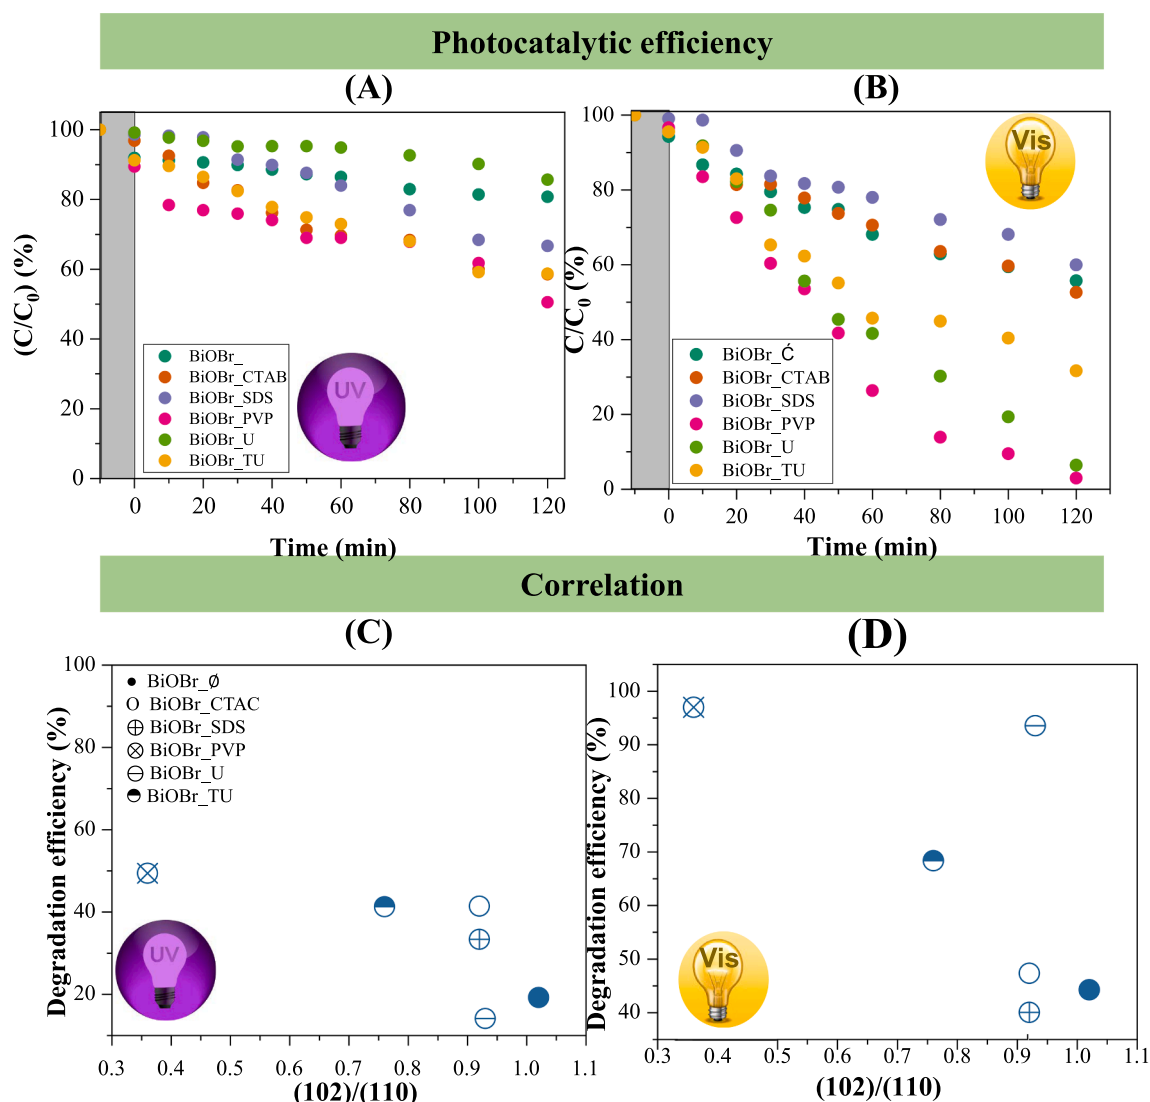 Photocatalytic efficiency
(A)
(C/C0) (%)
100
80
60
40
20
0
BiOBr_
BiOBr_CTAB
BiOBr_SDS
BiOBr_PVP
BiOBr_U
BiOBr_TU
UV
0 20 40 60 80 100 120
Time (min)
(B)
C/C0 (%)
100
80
60
40
20
0
Vis
BiOBr_Ć
BiOBr_CTAB
BiOBr_SDS
BiOBr_PVP
BiOBr_U
BiOBr_TU
0 20 40 60 80 100 120
Time (min)
Correlation
(C)
Degradation efficiency (%)
100
80
60
40
20
BiOBr_Ø
BiOBr_CTAC
BiOBr_SDS
BiOBr_PVP
BiOBr_U
BiOBr_TU
UV
0.3 0.4 0.5 0.6 0.7 0.8 0.9 1.0 1.1
(102)/(110)
(D)
Degradation efficiency (%)
100
90
80
70
60
50
40
Vis
0.3 0.4 0.5 0.6 0.7 0.8 0.9 1.0 1.1
(102)/(110)